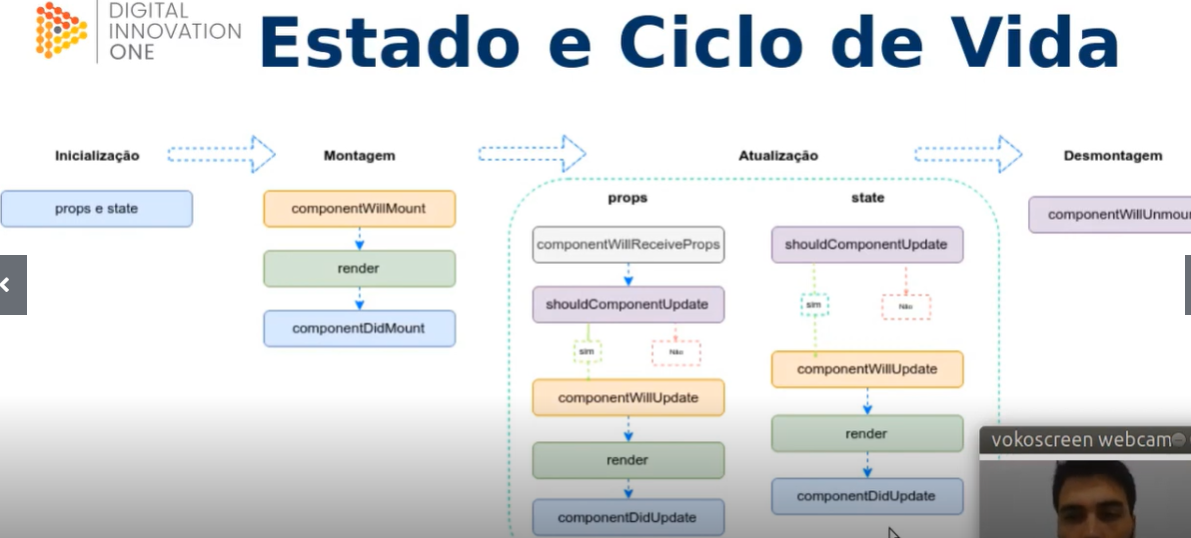 DIGITAL
INNOVATION
ONE
Estado e Ciclo de Vida
Inicialização
Montagem
Atualização
Desmontagem
props e state
componentWillMount
render
componentDidMount
props
componentWillReceiveProps
shouldComponentUpdate
sim
Não
componentWillUpdate
render
componentDidUpdate
state
shouldComponentUpdate
sim
Não
componentWillUpdate
render
componentDidUpdate
componentWillUnmou
vokoscreen webcam